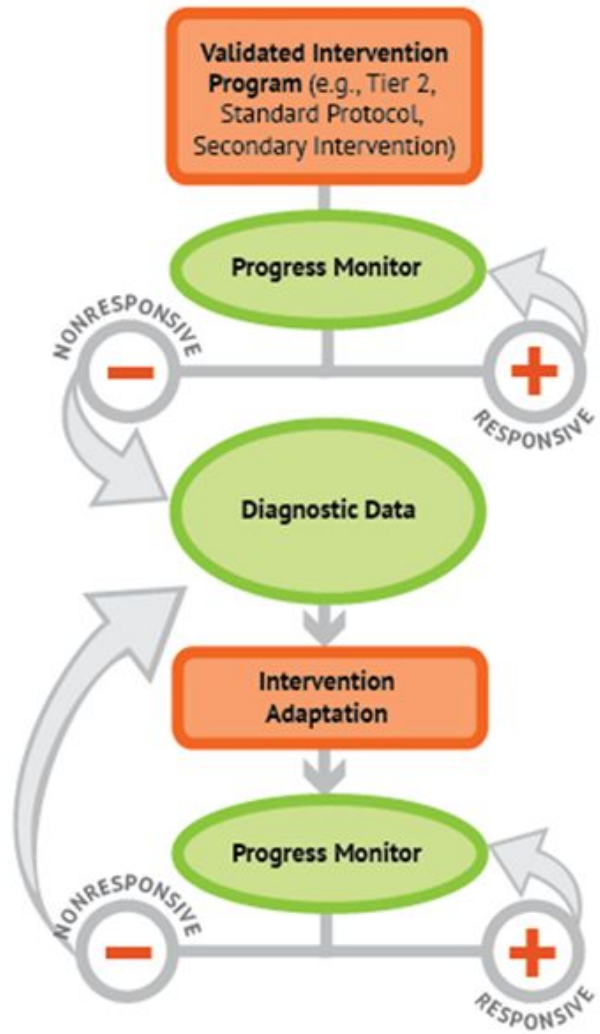 Validated Intervention
Program (e.g., Tier 2,
Standard Protocol,
Secondary Intervention)
Progress Monitor
NONRESPONSIVE
RESPONSIVE
Diagnostic Data
Intervention
Adaptation
Progress Monitor
NONRESPONSIVE
RESPONSIVE